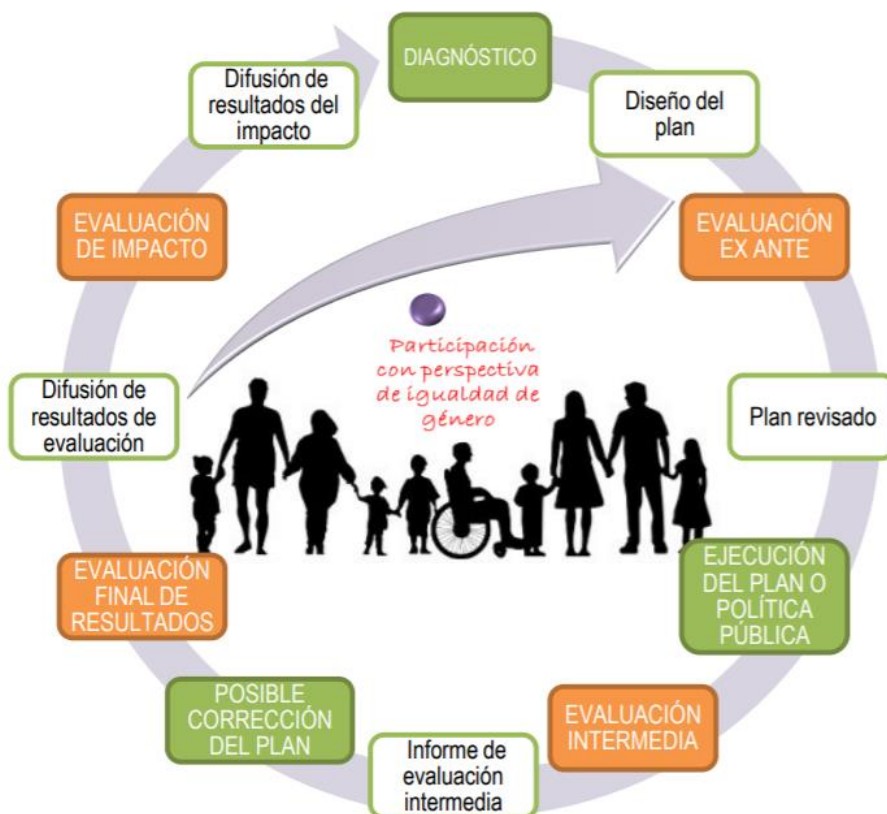 DIAGNÓSTICO
Diseño del
plan
EVALUACIÓN
EX ANTE
Plan revisado
EJECUCIÓN
DEL PLAN O
POLÍTICA
PÚBLICA
EVALUACIÓN
INTERMEDIA
Informe de
evaluación
intermedia
POSIBLE
CORRECCIÓN
DEL PLAN
EVALUACIÓN
FINAL DE
RESULTADOS
Difusión de
resultados de
evaluación
EVALUACIÓN
DE IMPACTO
Difusión de
resultados del
impacto
Participación
con perspectiva
de igualdad de
género